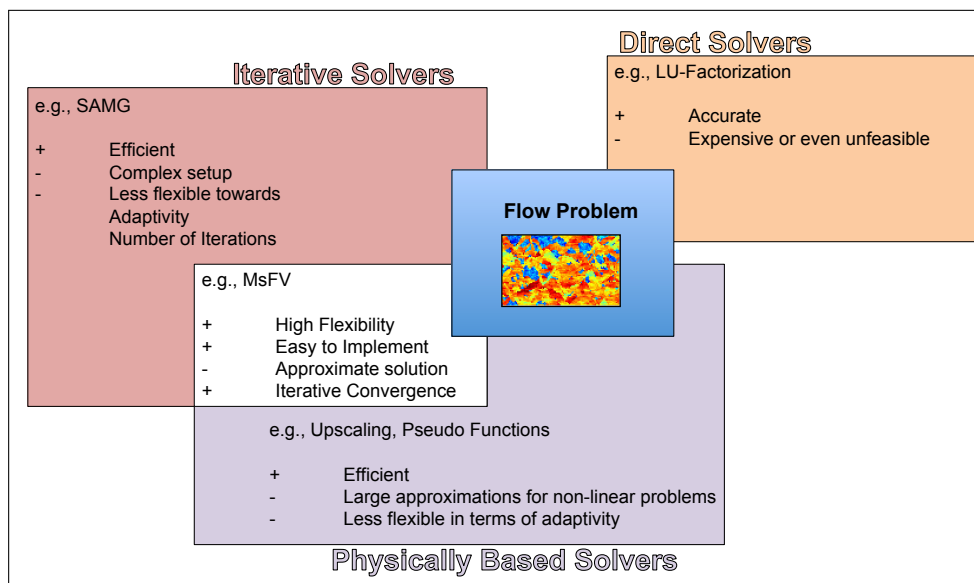 Direct Solvers
e.g., LU-Factorization
+ Accurate
- Expensive or even unfeasible
Iterative Solvers
e.g., SAMG
+ Efficient
- Complex setup
- Less flexible towards
Adaptivity
Number of Iterations
Flow Problem
e.g., MsFV
+ High Flexibility
+ Easy to Implement
- Approximate solution
+ Iterative Convergence
e.g., Upscaling, Pseudo Functions
+ Efficient
- Large approximations for non-linear problems
- Less flexible in terms of adaptivity
Physically Based Solvers